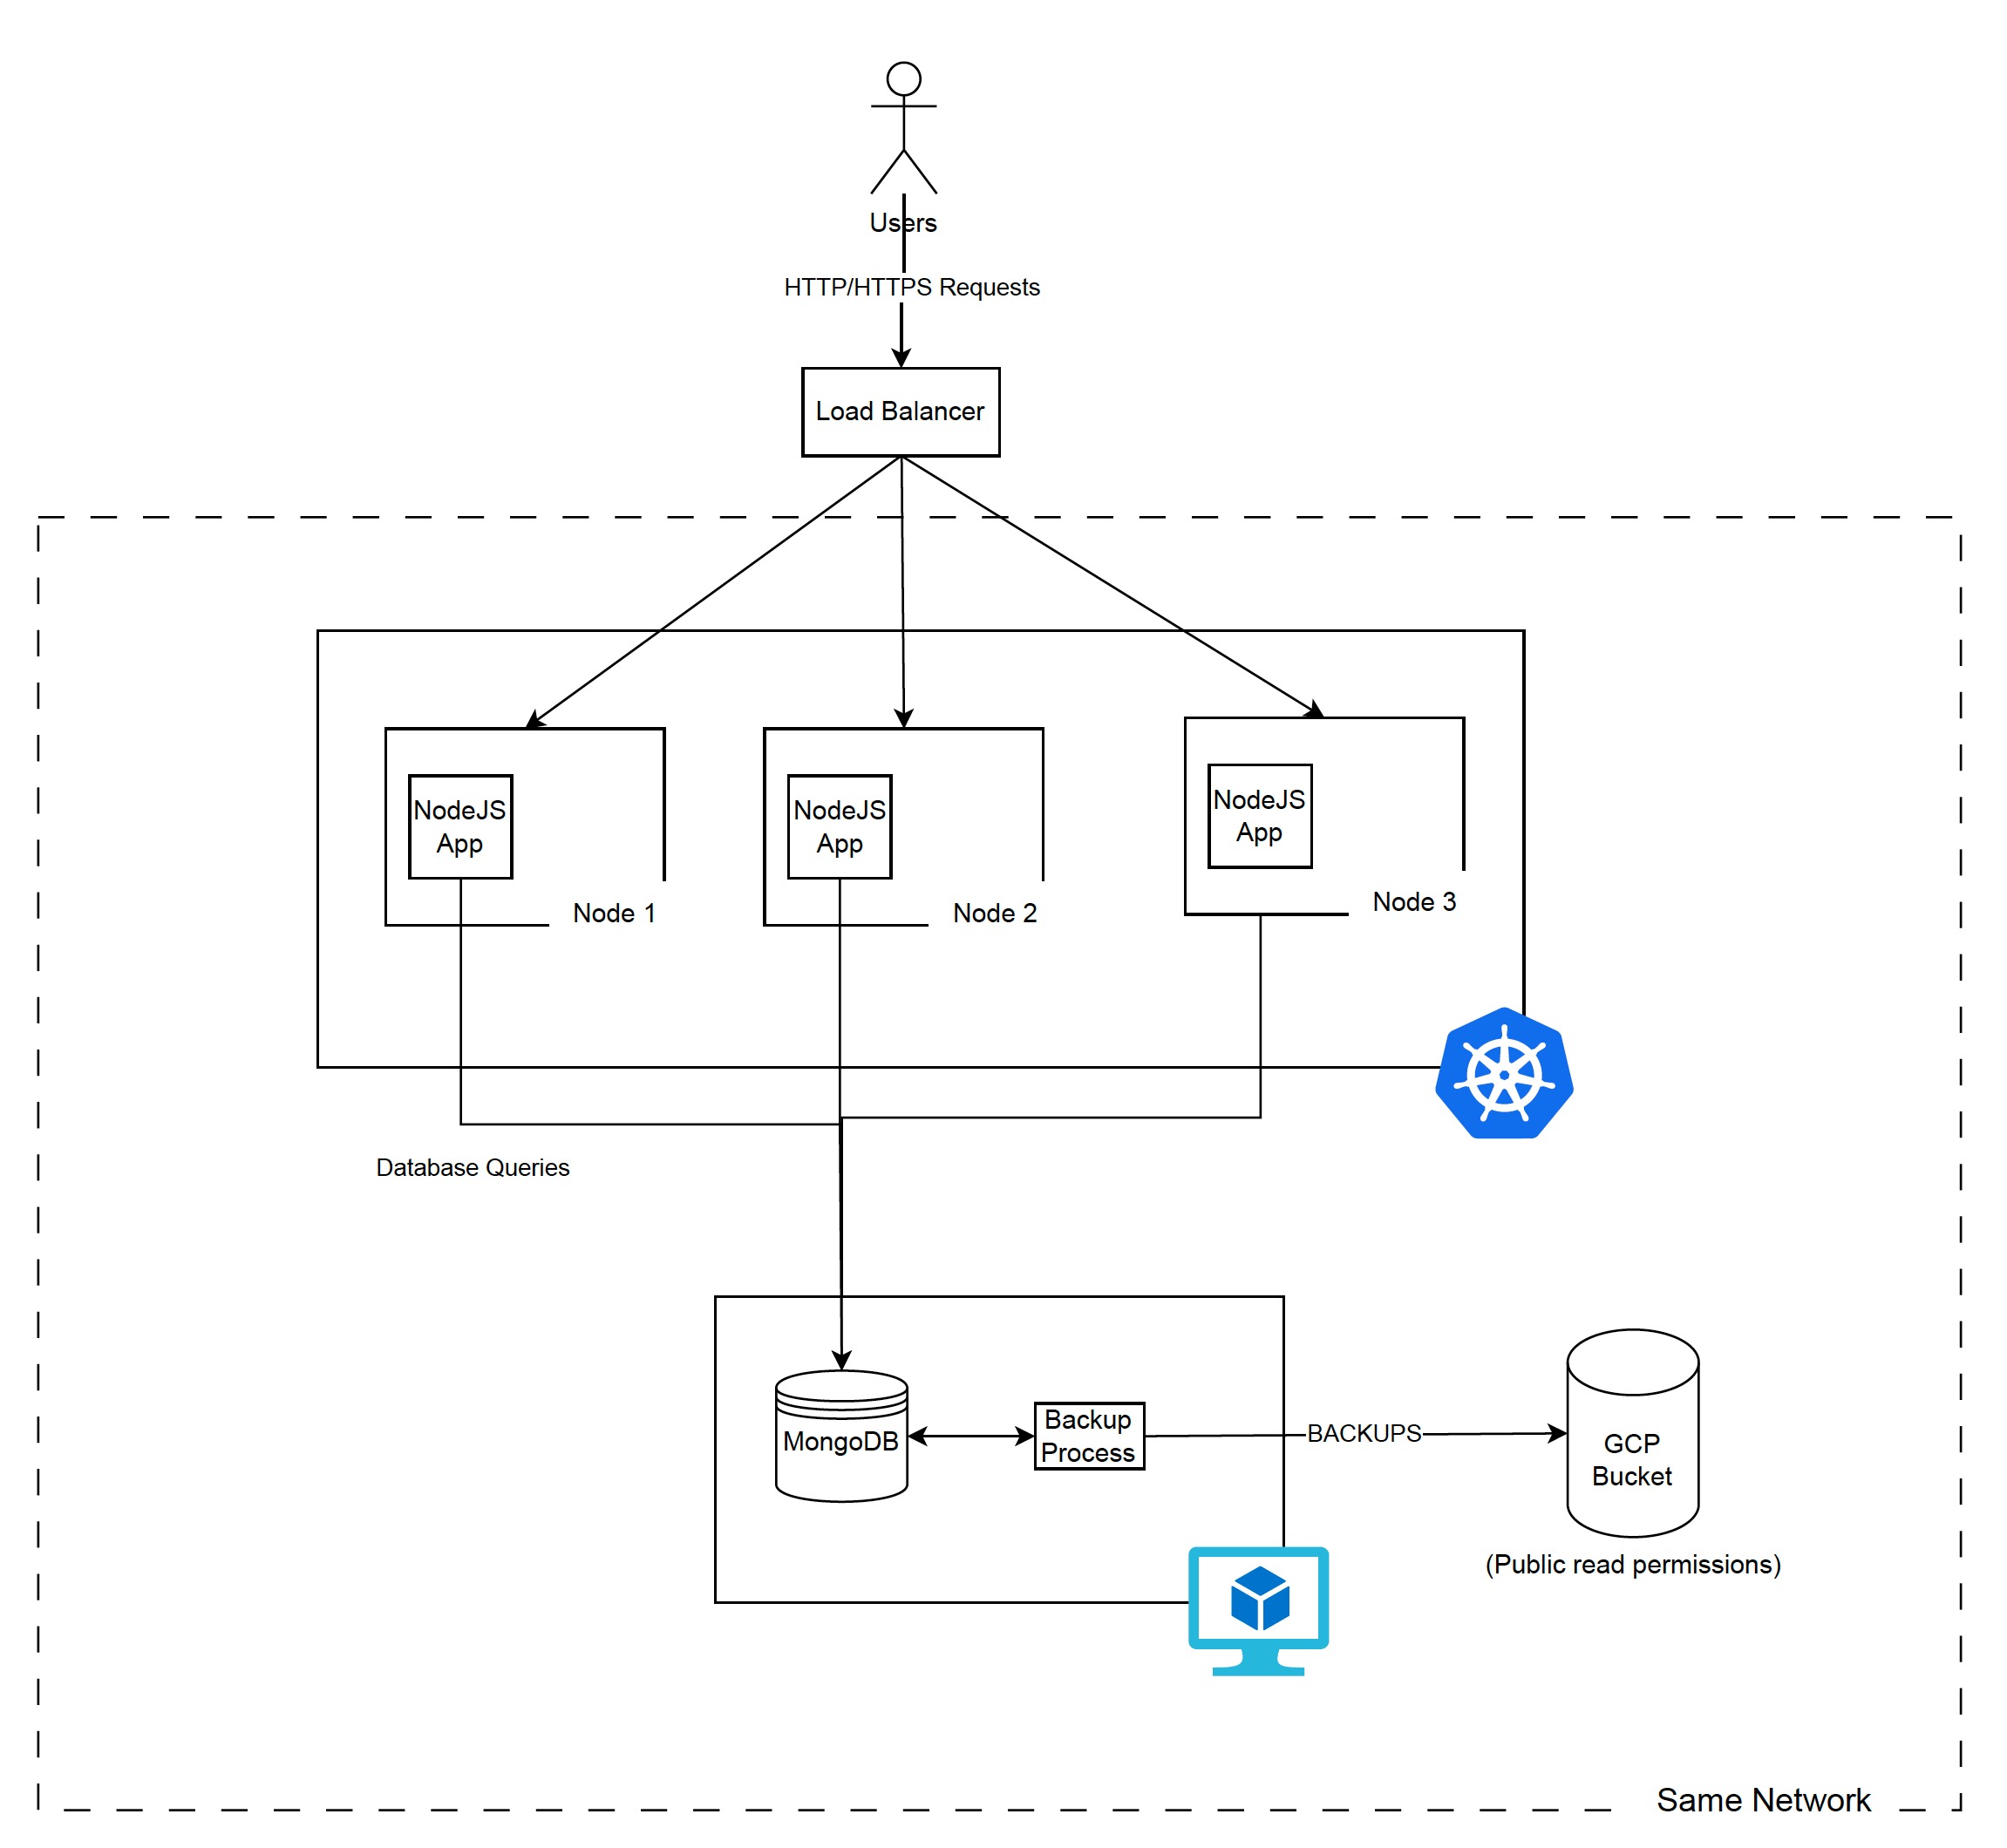 Users
HTTP/HTTPS Requests
Load Balancer
NodeJS
App
Node 1
NodeJS
App
Node 2
NodeJS
App
Node 3
Database Queries
MongoDB
Backup
Process
BACKUPS
GCP
Bucket
(Public read permissions)
Same Network